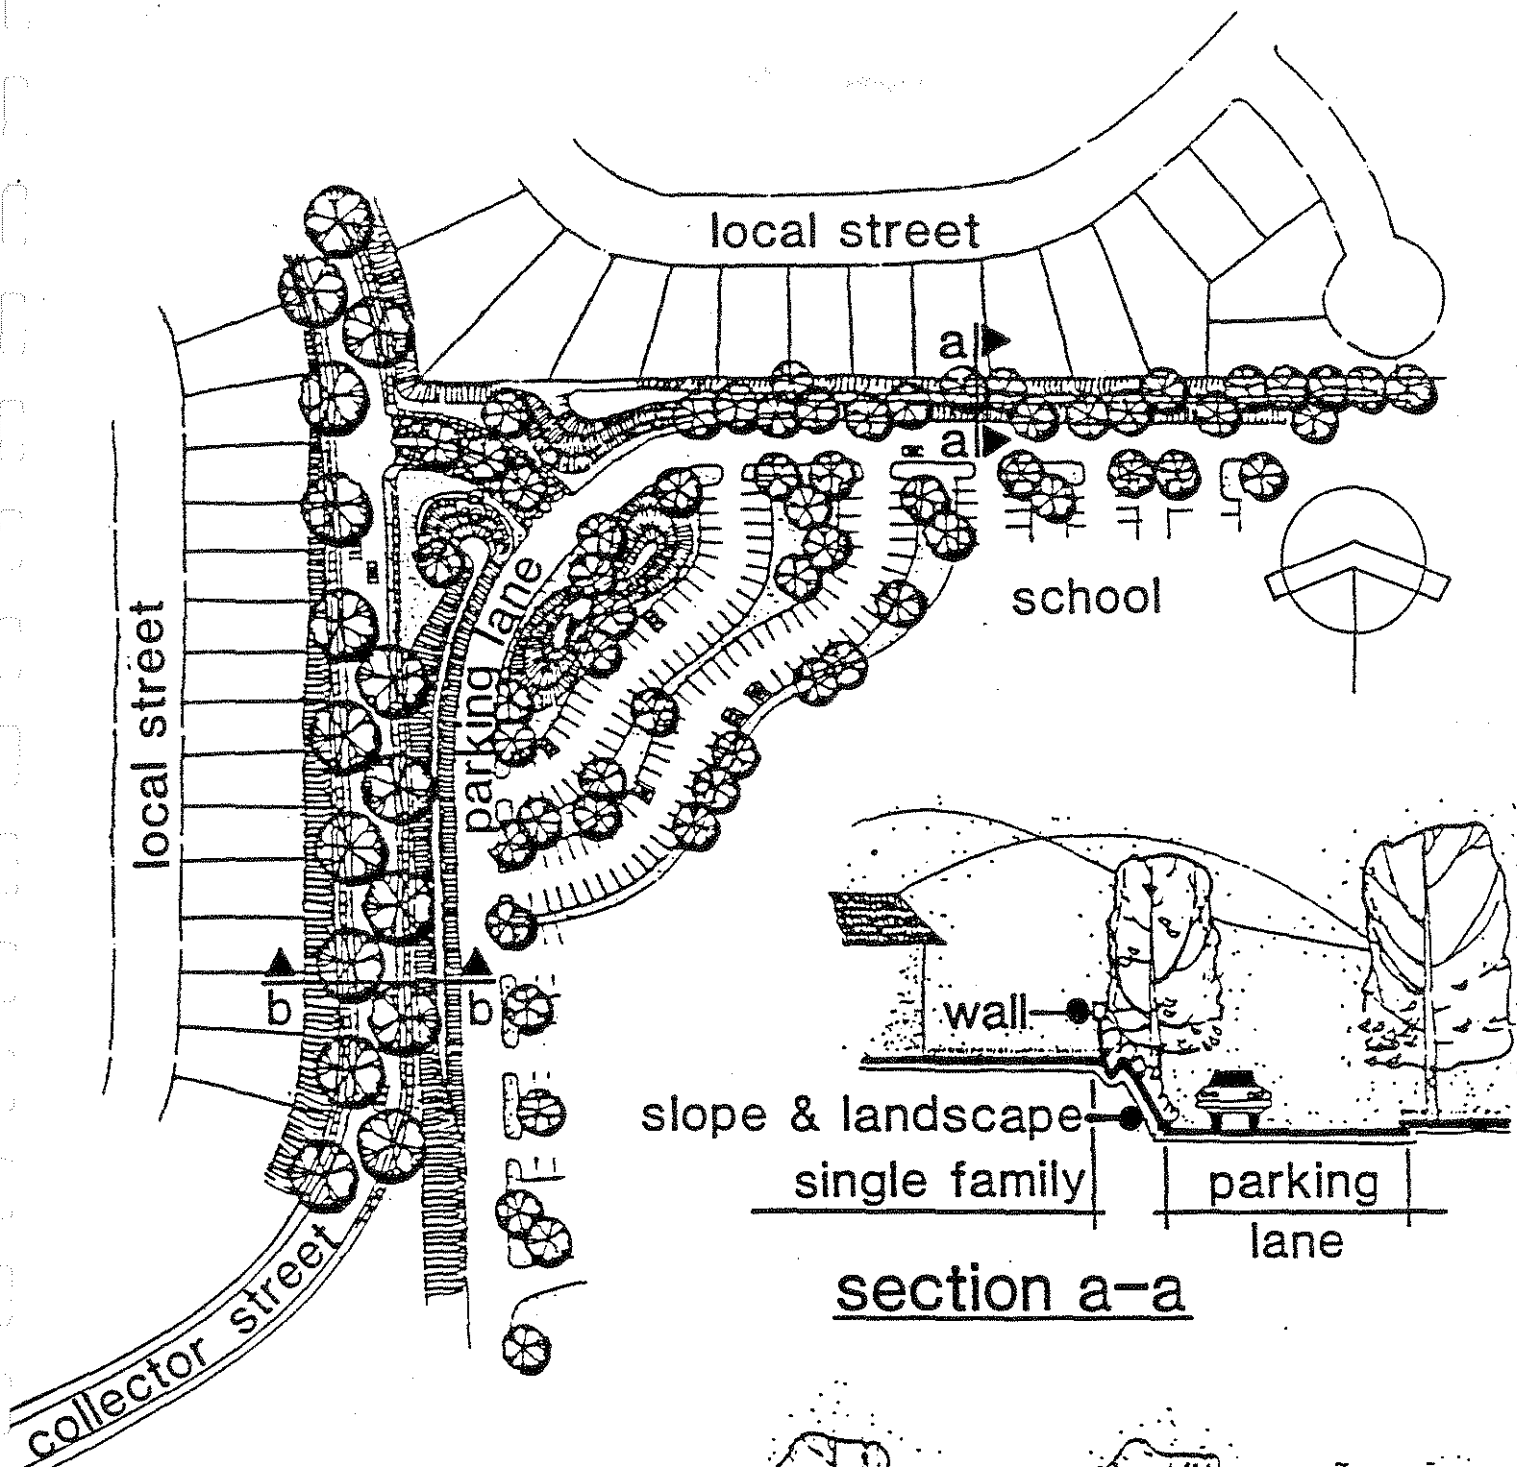 local street
a
a
parking lane
school
local street
b
b
wall
slope & landscape
single family
parking
lane
section a-a
collector street